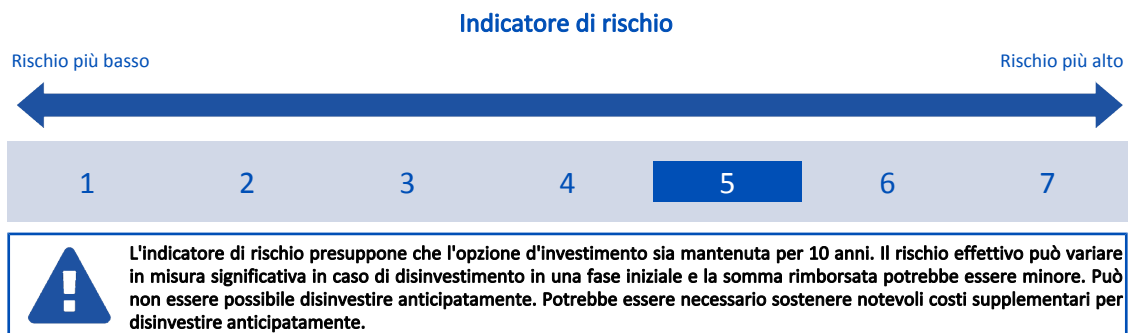 Indicatore di rischio
Rischio più basso
Rischio più alto
1 2 3 4 5 6 7
L'indicatore di rischio presuppone che l'opzione d'investimento sia mantenuta per 10 anni. Il rischio effettivo può variare
in misura significativa in caso di disinvestimento in una fase iniziale e la somma rimborsata potrebbe essere minore. Può
non essere possibile disinvestire anticipatamente. Potrebbe essere necessario sostenere notevoli costi supplementari per
disinvestire anticipatamente.